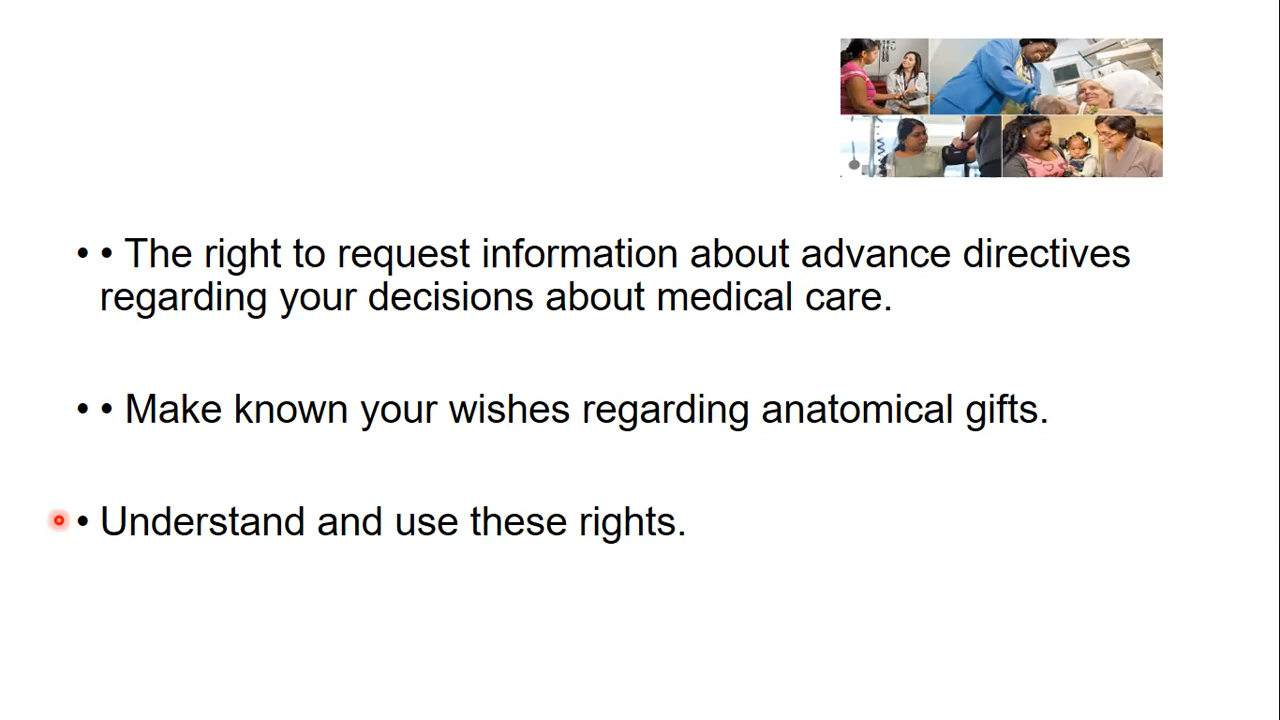 • • The right to request information about advance directives
regarding your decisions about medical care.
• • Make known your wishes regarding anatomical gifts.
• Understand and use these rights.